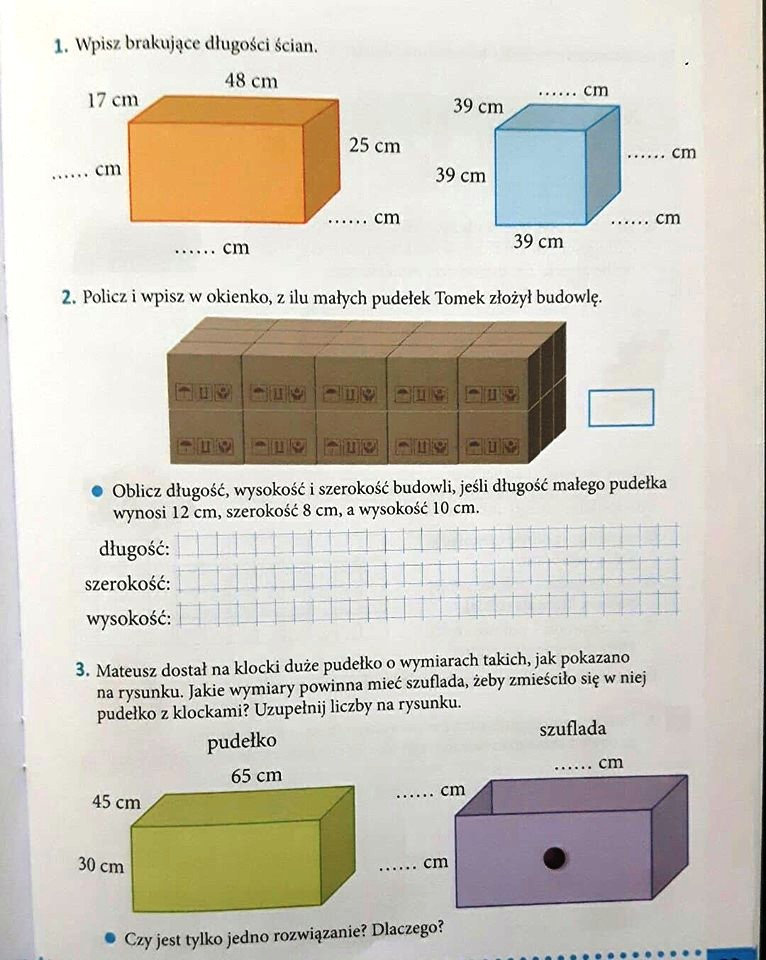 1. Wpisz brakujące długości ścian.
48 cm
17 cm
25 cm
...... cm
...... cm
...... cm
...... cm
39 cm
...... cm
39 cm
...... cm
39 cm
2. Policz i wpisz w okienko, z ilu małych pudełek Tomek złożył budowlę.
• Oblicz długość, wysokość i szerokość budowli, jeśli długość małego pudełka
wynosi 12 cm, szerokość 8 cm, a wysokość 10 cm.
długość:
szerokość:
wysokość:
3. Mateusz dostał na klocki duże pudełko o wymiarach takich, jak pokazano
na rysunku. Jakie wymiary powinna mieć szuflada, żeby zmieściło się w niej
pudełko z klockami? Uzupełnij liczby na rysunku.
pudełko
65 cm
45 cm
30 cm
szuflada
...... cm
...... cm
...... cm
• Czy jest tylko jedno rozwiązanie? Dlaczego?